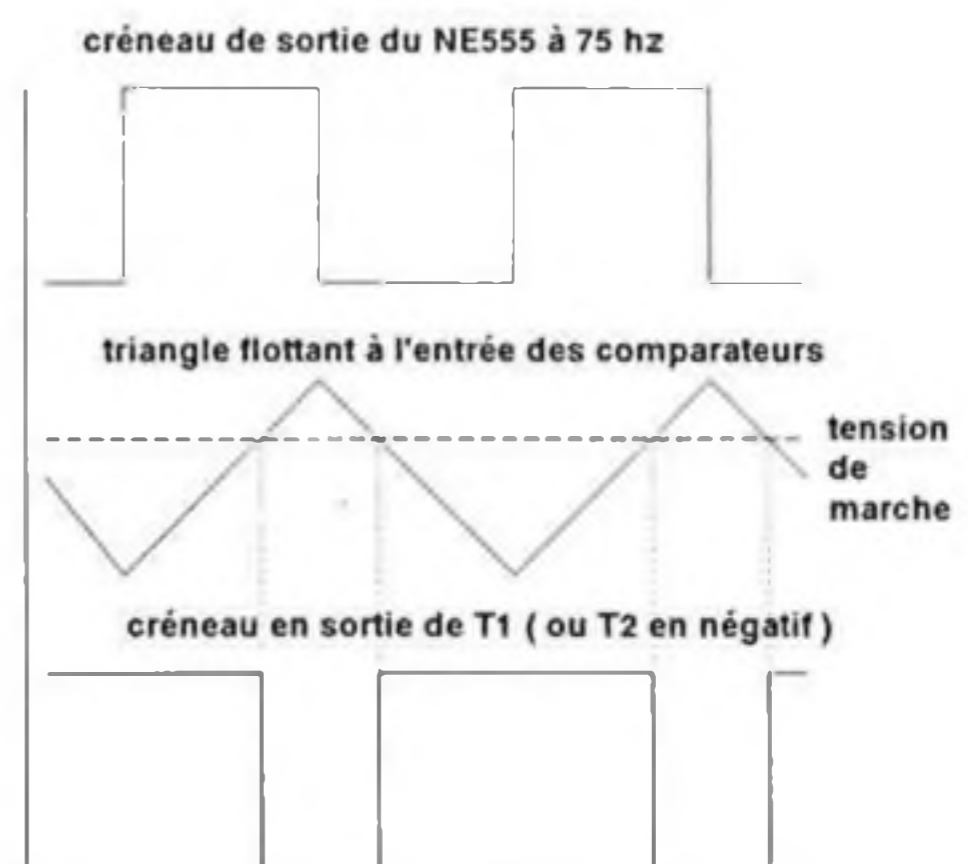 créneau de sortie du NE555 à 75 hz
triangle flottant à l'entrée des comparateurs
tension
de
marche
créneau en sortie de T1 ( ou T2 en négatif )